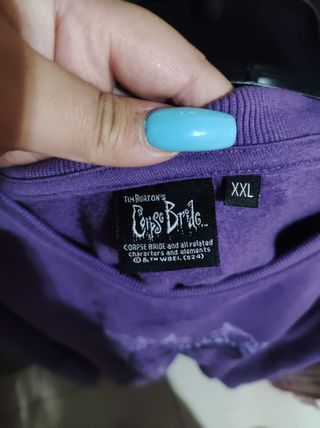 TIM BURTON'S
Corpse Bride
CORPSE BRIDE and all related
characters and elements
© & ™ WBEI. (S24)
XXL